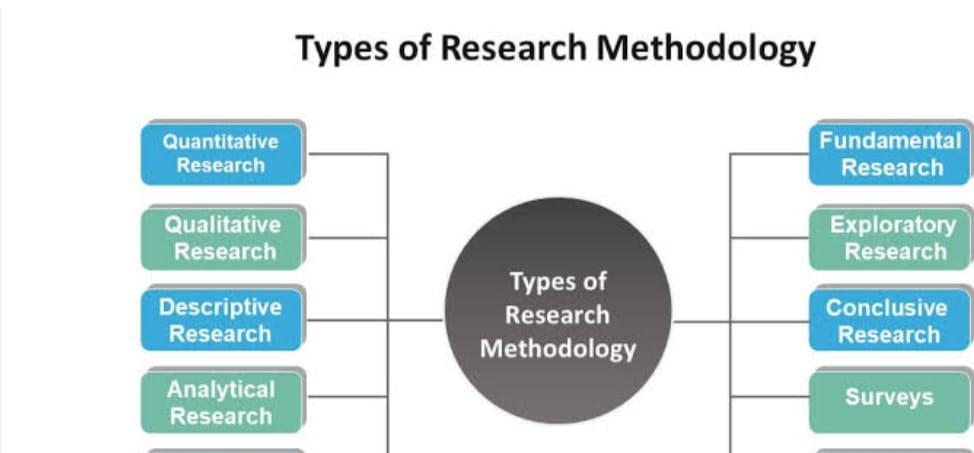 Types of Research Methodology
Quantitative
Research
Qualitative
Research
Descriptive
Research
Analytical
Research
Types of
Research
Methodology
Fundamental
Research
Exploratory
Research
Conclusive
Research
Surveys